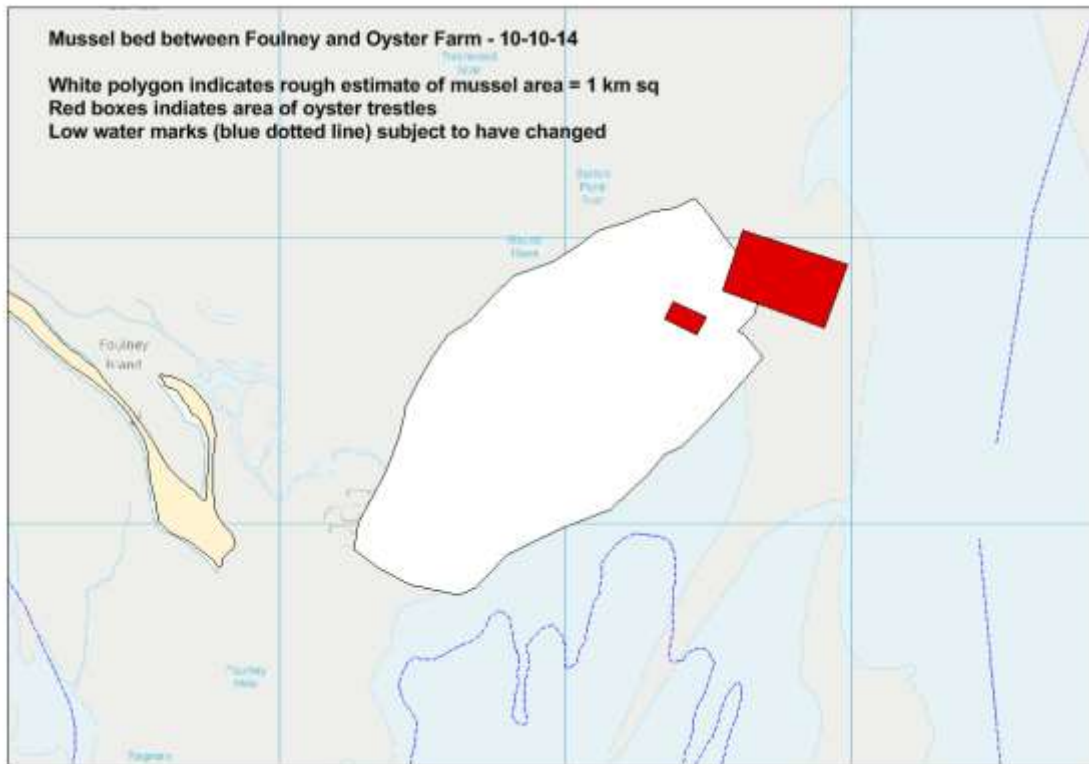 Mussel bed between Foulney and Oyster Farm - 10-10-14
White polygon indicates rough estimate of mussel area = 1 km sq
Red boxes indiates area of oyster trestles
Low water marks (blue dotted line) subject to have changed
Point
Scar
Foulney
Island